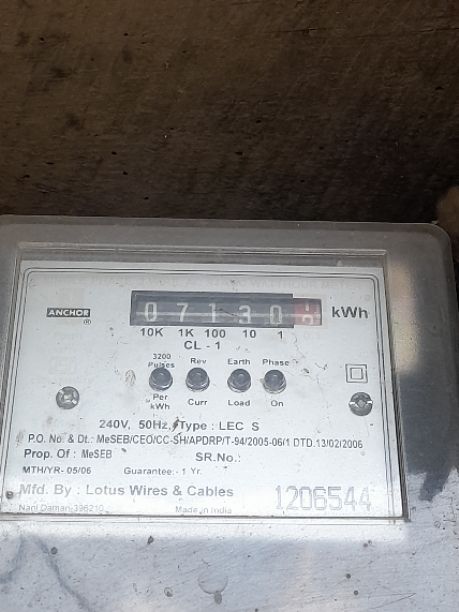 ANCHOR
®
0 7 1 3 0 kWh
10K 1K 100 10 1
CL - 1
3200 Pulses Rev Earth Phase
Per kWh Curr Load On
240V, 50Hz, Type : LEC S
P.O. No. & Dt.: MeSEB/CEO/CC-SH/APDRP/T-94/2005-06/1 DTD.13/02/2006
Prop. Of : MeSEB SR.No.:
MTH/YR- 05/06 Guarantee:- 1 Yr.
Mfd. By : Lotus Wires & Cables 1206544
Nani Daman-396210 Made in India